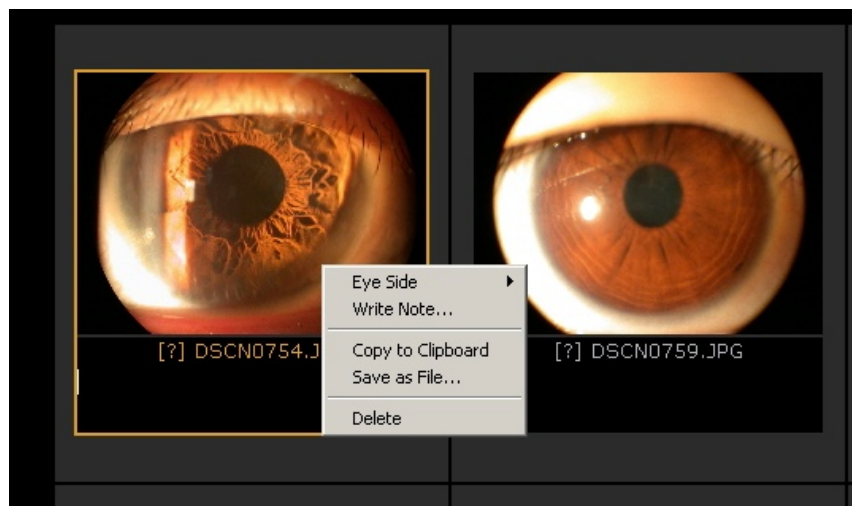 Eye Side
Write Note...
[?] DSCN0754.J
Copy to Clipboard
[?] DSCN0759.JPG
Save as File...
Delete